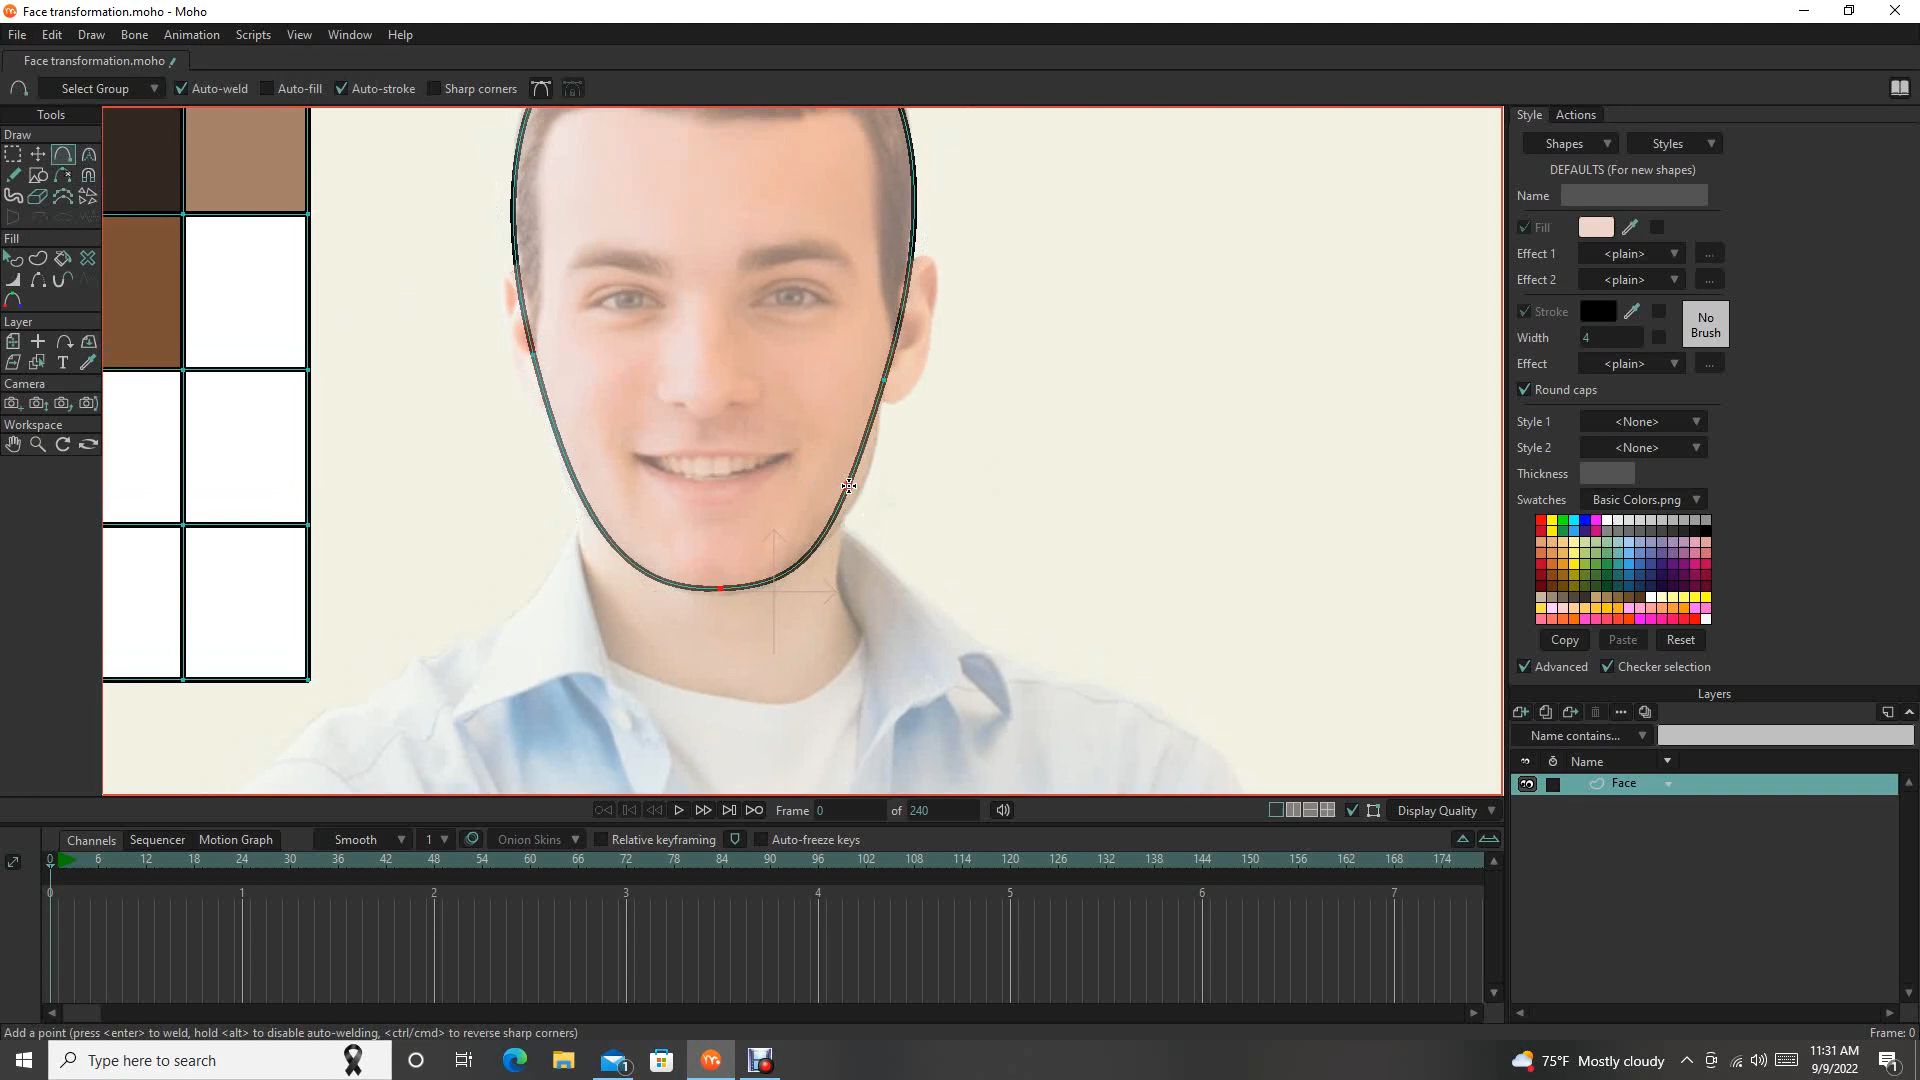 Face transformation.moho - Moho
File Edit Draw Bone Animation Scripts View Window Help
Face transformation.moho
Select Group Auto-weld Auto-fill Auto-stroke Sharp corners
Tools
Draw
Fill
Layer
Camera
Workspace
Style Actions
Shapes Styles
DEFAULTS (For new shapes)
Name
Fill
Effect 1 <plain> ...
Effect 2 <plain> ...
Stroke
No Brush
Width 4
Effect <plain> ...
Round caps
Style 1 <None>
Style 2 <None>
Thickness
Swatches Basic Colors.png
Copy Paste Reset
Advanced Checker selection
Layers
Name contains...
Name
Face
Frame 0 of 240 Display Quality
Channels Sequencer Motion Graph Smooth 1 Onion Skins Relative keyframing Auto-freeze keys
0 6 12 18 24 30 36 42 48 54 60 66 72 78 84 90 96 102 108 114 120 126 132 138 144 150 156 162 168 174
0 1 2 3 4 5 6 7
Add a point (press <enter> to weld, hold <alt> to disable auto-welding, <ctrl/cmd> to reverse sharp corners)
Frame: 0
Type here to search
1
75°F Mostly cloudy
11:31 AM
9/9/2022
1